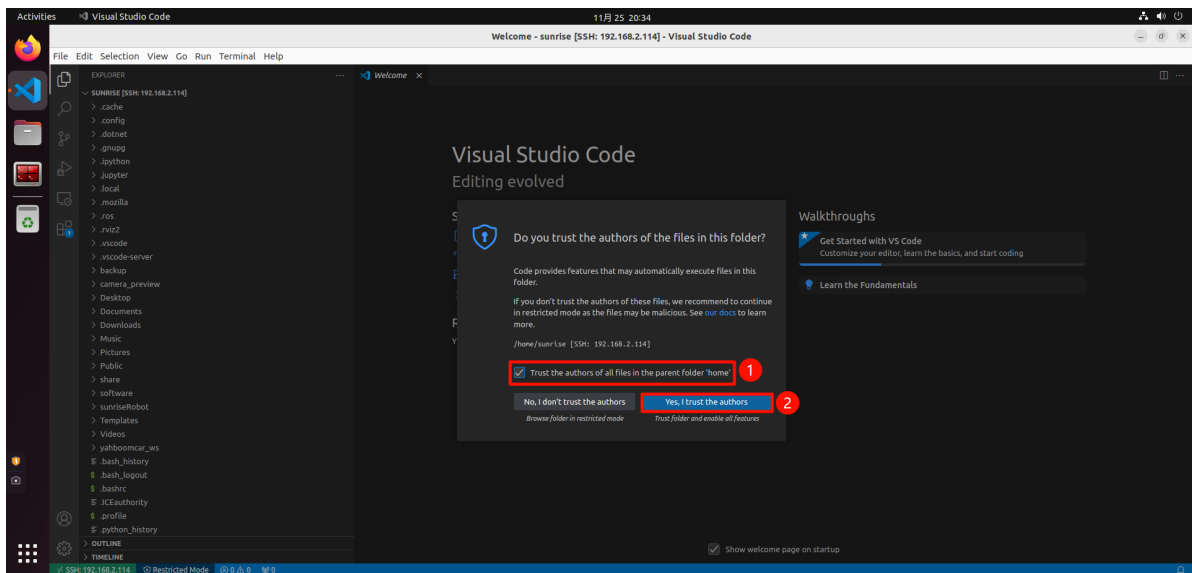 Activities
Visual Studio Code
11月 25 20:34
Welcome - sunrise [SSH: 192.168.2.114] - Visual Studio Code
File Edit Selection View Go Run Terminal Help
EXPLORER
Welcome
SUNRISE [SSH: 192.168.2.114]
.cache
.config
.dotnet
.gnupg
.ipython
.jupyter
.local
.mozilla
.ros
.rviz2
.vscode
.vscode-server
backup
camera_preview
Desktop
Documents
Downloads
Music
Pictures
Public
share
software
sunriseRobot
Templates
Videos
yahboomcar_ws
.bash_history
$ .bash_logout
$ .bashrc
.ICEauthority
$ .profile
.python_history
OUTLINE
TIMELINE
Visual Studio Code
Editing evolved
Do you trust the authors of the files in this folder?
Code provides features that may automatically execute files in this
folder.
If you don't trust the authors of these files, we recommend to continue
in restricted mode as the files may be malicious. See our docs to learn
more.
/home/sunrise [SSH: 192.168.2.114]
Trust the authors of all files in the parent folder 'home'
1
No, I don't trust the authors
Yes, I trust the authors
2
Browse folder in restricted mode
Trust folder and enable all features
Walkthroughs
Get Started with VS Code
Customize your editor, learn the basics, and start coding
Learn the Fundamentals
Show welcome page on startup
SSH: 192.168.2.114
Restricted Mode
0 0
0